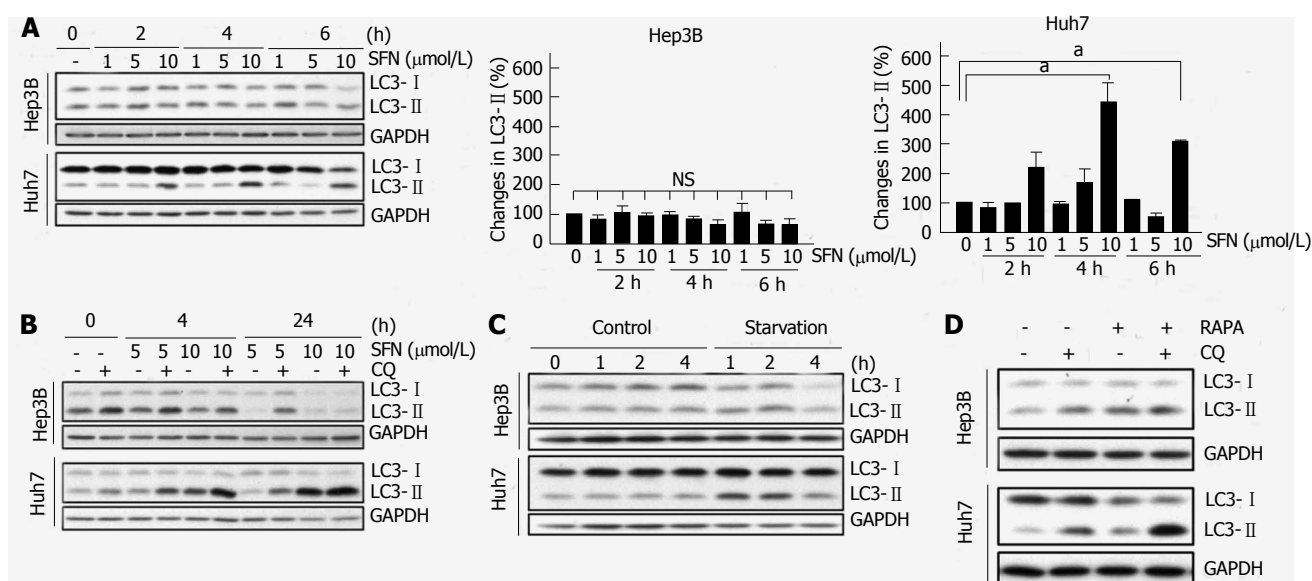 A
0 2 4 6 (h)
- 1 5 10 1 5 10 1 5 10 SFN (μmol/L)
Hep3B
LC3- Ⅰ
LC3- Ⅱ
GAPDH
Huh7
LC3- Ⅰ
LC3- Ⅱ
GAPDH
Hep3B
Changes in LC3- Ⅱ (%)
600
500
400
300
200
100
0
NS
0 1 5 10 1 5 10 1 5 10 SFN (μmol/L)
2 h 4 h 6 h
Huh7
Changes in LC3- Ⅱ (%)
600
500
400
300
200
100
0
a
a
0 1 5 10 1 5 10 1 5 10 SFN (μmol/L)
2 h 4 h 6 h
B
0 4 24 (h)
- - 5 5 10 10 5 5 10 10 SFN (μmol/L)
- + - + - + - + - + CQ
Hep3B
LC3- Ⅰ
LC3- Ⅱ
GAPDH
Huh7
LC3- Ⅰ
LC3- Ⅱ
GAPDH
C
Control Starvation
0 1 2 4 1 2 4 (h)
Hep3B
LC3- Ⅰ
LC3- Ⅱ
GAPDH
Huh7
LC3- Ⅰ
LC3- Ⅱ
GAPDH
D
- - + + RAPA
- + - + CQ
Hep3B
LC3- Ⅰ
LC3- Ⅱ
GAPDH
Huh7
LC3- Ⅰ
LC3- Ⅱ
GAPDH